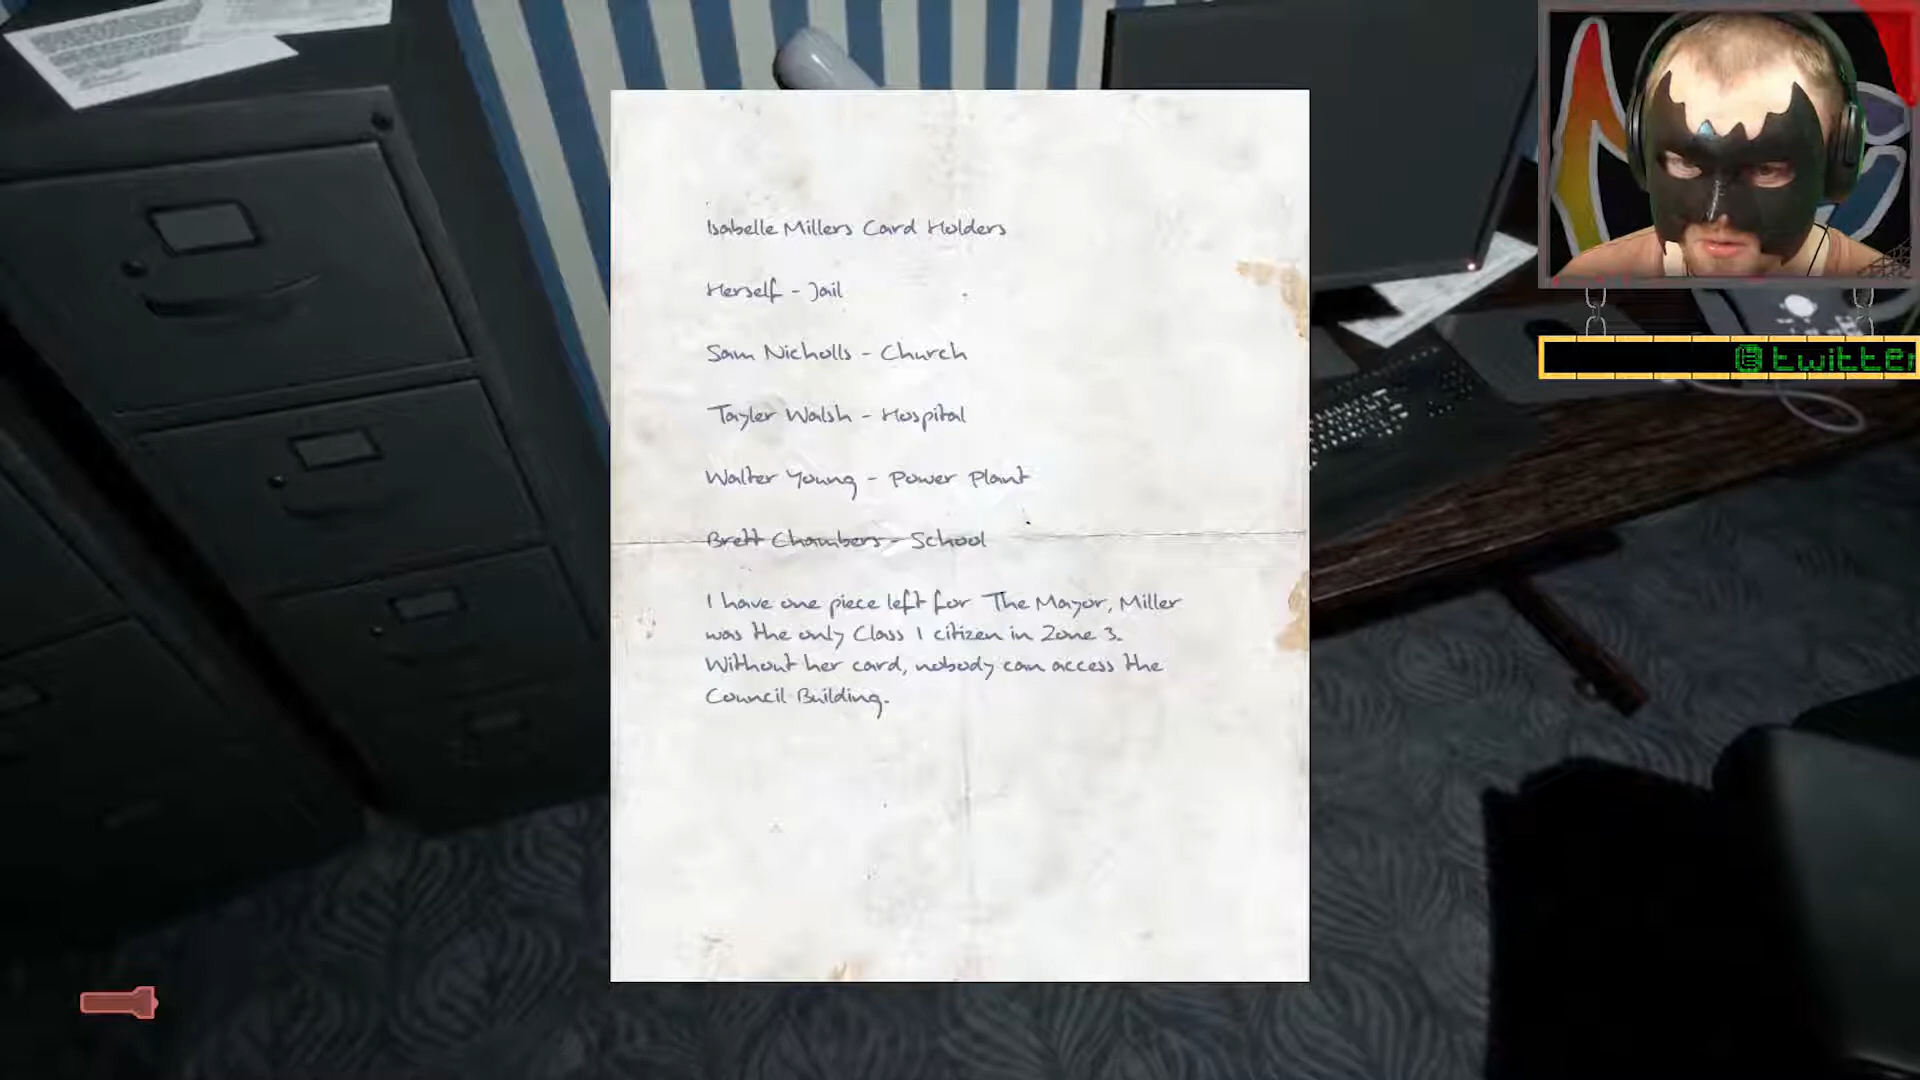 Isabelle Millers Card Holders
Herself - Jail
Sam Nicholls - Church
Tayler Walsh - Hospital
Walter Young - Power Plant
Brett Chambers - School
I have one piece left for The Mayor, Miller
was the only Class 1 citizen in Zone 3.
Without her card, nobody can access the
Council Building.
twitter